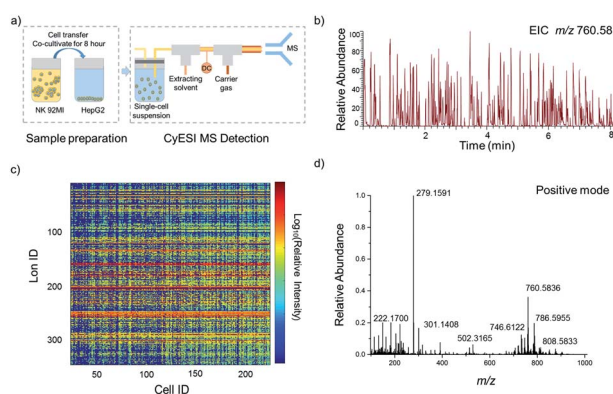 a)
Cell transfer
Co-cultivate for 8 hour
NK 92MI
HepG2
Sample preparation
MS
DC
Extracting
solvent
Carrier
gas
Single-cell
suspension
CyESI MS Detection
b)
EIC m/z 760.58
Relative Abundance
100
80
60
40
20
0
2
4
6
8
Time (min)
c)
Lon ID
100
200
300
50
100
150
200
Cell ID
Log₁₀(Relative
Intensity)
d)
Positive mode
Relative Abundance
1.0
0.8
0.6
0.4
0.2
0.0
279.1591
760.5836
222.1700
301.1408
502.3165
746.6122
786.5955
808.5833
200
400
600
800
1000
m/z